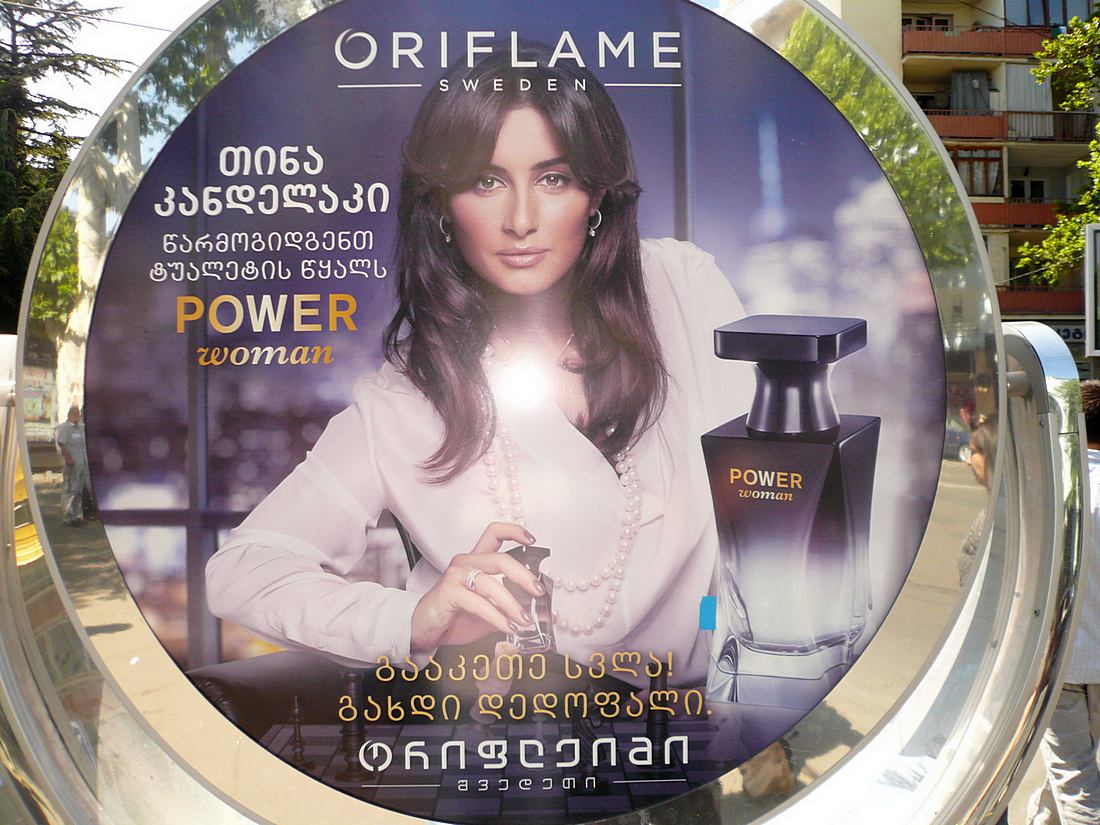 ORIFLAME
SWEDEN
ᲗᲘᲜᲐ
ᲙᲐᲜᲓᲔᲚᲐᲙᲘ
ᲬᲐᲠᲛᲝᲒᲘᲓᲒᲔᲜᲗ
ᲢᲣᲐᲚᲔᲢᲘᲡ ᲬᲧᲐᲚᲡ
POWER
woman
POWER
woman
ᲒᲐᲐᲙᲔᲗᲔ ᲡᲕᲚᲐ!
ᲒᲐᲮᲓᲘ ᲓᲔᲓᲝᲤᲐᲚᲘ.
ᲝᲠᲘᲤᲚᲔᲘᲛᲘ
ᲨᲕᲔᲓᲔᲗᲘ